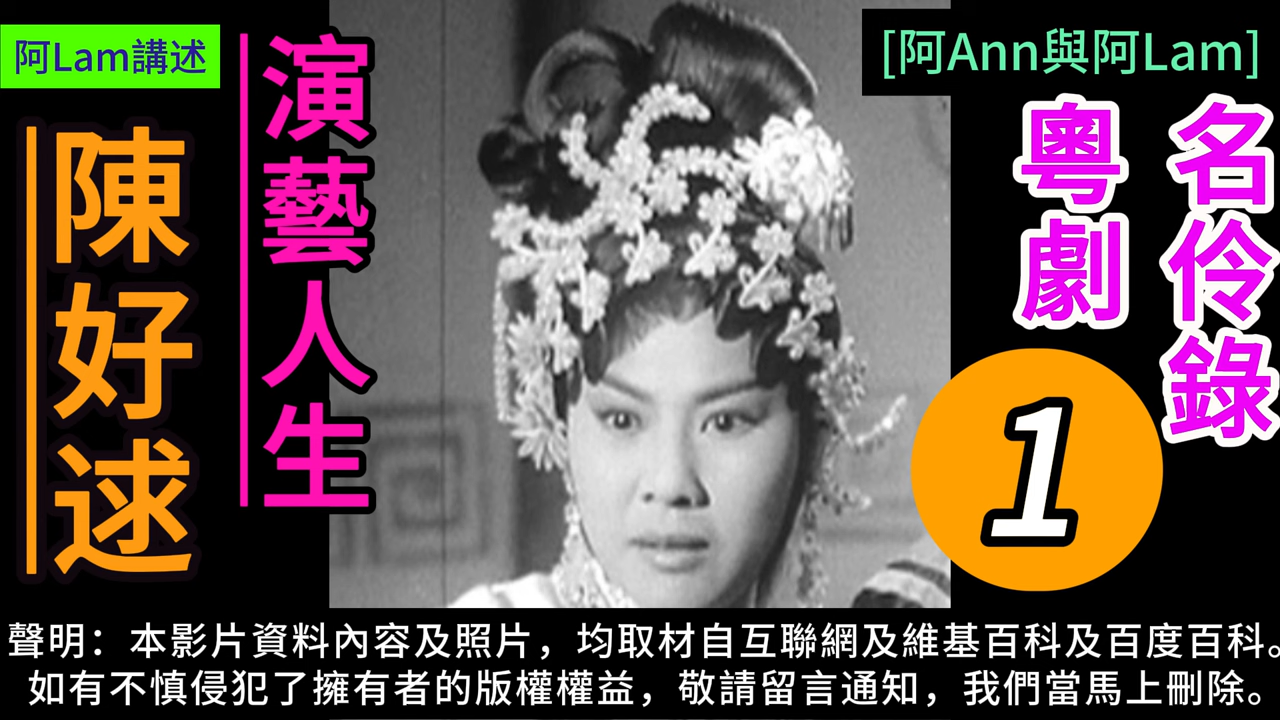 阿Lam講述
演藝人生
陳好逑
[阿Ann與阿Lam]
名伶錄
粵劇
1
聲明：本影片資料內容及照片，均取材自互聯網及維基百科及百度百科。
如有不慎侵犯了擁有者的版權權益，敬請留言通知，我們當馬上刪除。